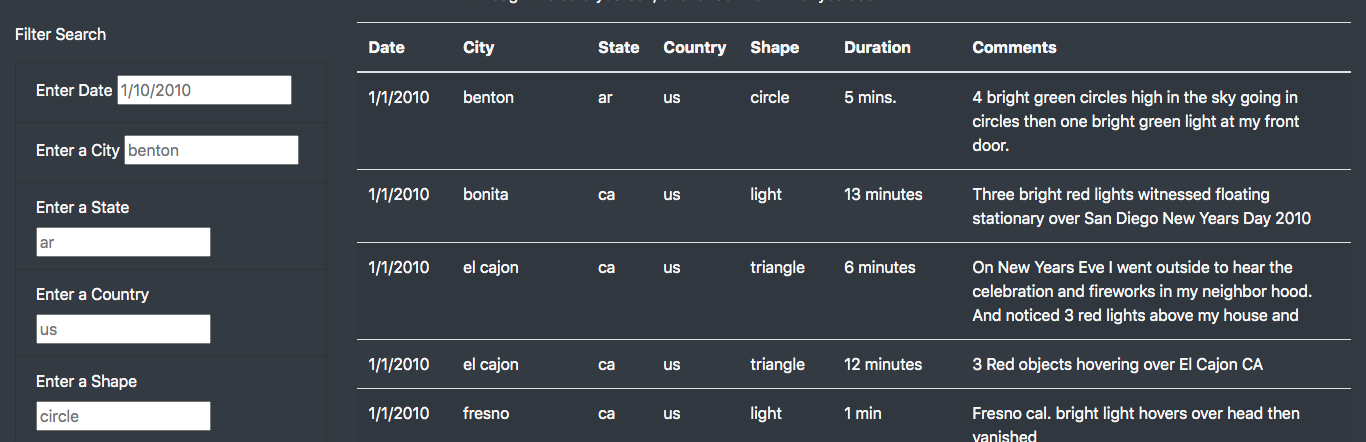 Filter Search
Enter Date 1/10/2010
Enter a City benton
Enter a State
ar
Enter a Country
us
Enter a Shape
circle
Date City State Country Shape Duration Comments
1/1/2010 benton ar us circle 5 mins. 4 bright green circles high in the sky going in
circles then one bright green light at my front
door.
1/1/2010 bonita ca us light 13 minutes Three bright red lights witnessed floating
stationary over San Diego New Years Day 2010
1/1/2010 el cajon ca us triangle 6 minutes On New Years Eve I went outside to hear the
celebration and fireworks in my neighbor hood.
And noticed 3 red lights above my house and
1/1/2010 el cajon ca us triangle 12 minutes 3 Red objects hovering over El Cajon CA
1/1/2010 fresno ca us light 1 min Fresno cal. bright light hovers over head then
vanished